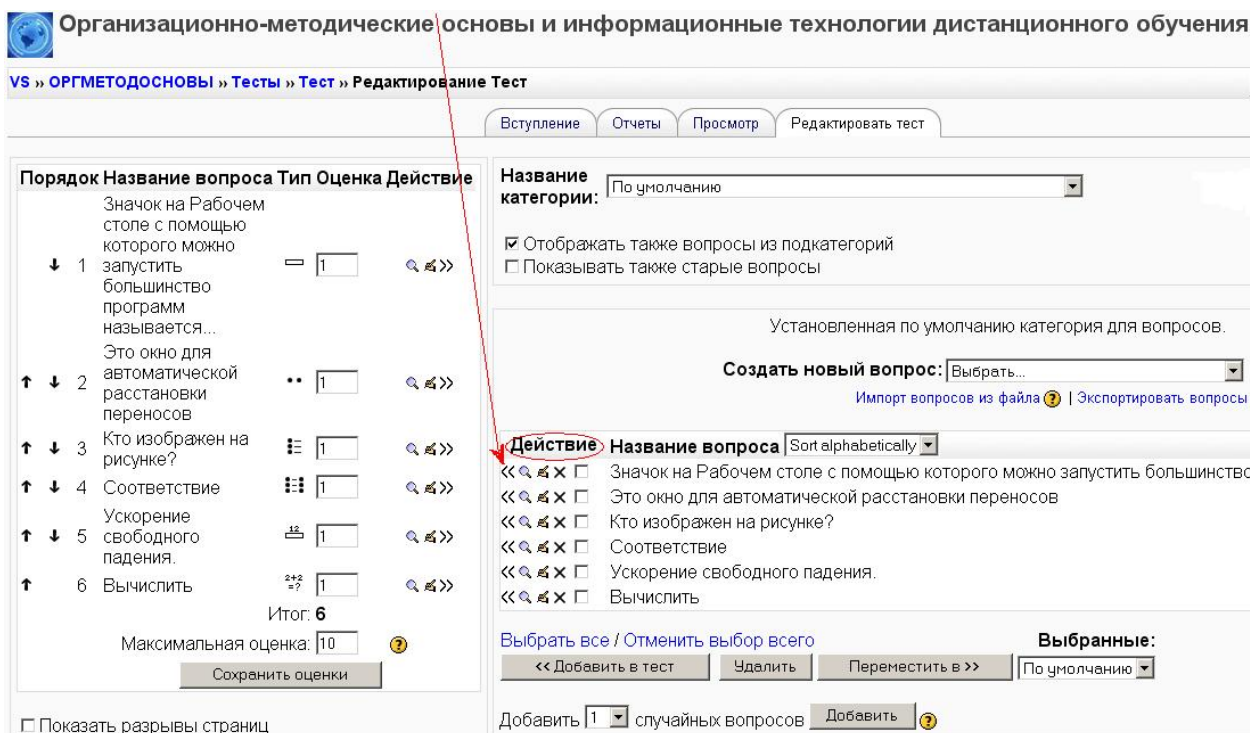 Организационно-методические основы и информационные технологии дистанционного обучения
VS » ОРГМЕТОДОСНОВЫ » Тесты » Тест » Редактирование Тест
Вступление Отчеты Просмотр Редактировать тест
Порядок Название вопроса Тип Оценка Действие
Значок на Рабочем
столе с помощью
которого можно
1 запустить 1
большинство
программ
называется...
Это окно для
автоматической
2 расстановки 1
переносов
3 Кто изображен на 1
рисунке?
4 Соответствие 1
Ускорение
5 свободного 12 1
падения.
6 Вычислить 2+2 =? 1
Итог: 6
Максимальная оценка: 10
Сохранить оценки
Показать разрывы страниц
Название
категории: По умолчанию
Отображать также вопросы из подкатегорий
Показывать также старые вопросы
Установленная по умолчанию категория для вопросов.
Создать новый вопрос: Выбрать...
Импорт вопросов из файла | Экспортировать вопросы
Действие Название вопроса Sort alphabetically
Значок на Рабочем столе с помощью которого можно запустить большинство
Это окно для автоматической расстановки переносов
Кто изображен на рисунке?
Соответствие
Ускорение свободного падения.
Вычислить
Выбрать все / Отменить выбор всего Выбранные:
<< Добавить в тест Удалить Переместить в >> По умолчанию
Добавить 1 случайных вопросов Добавить